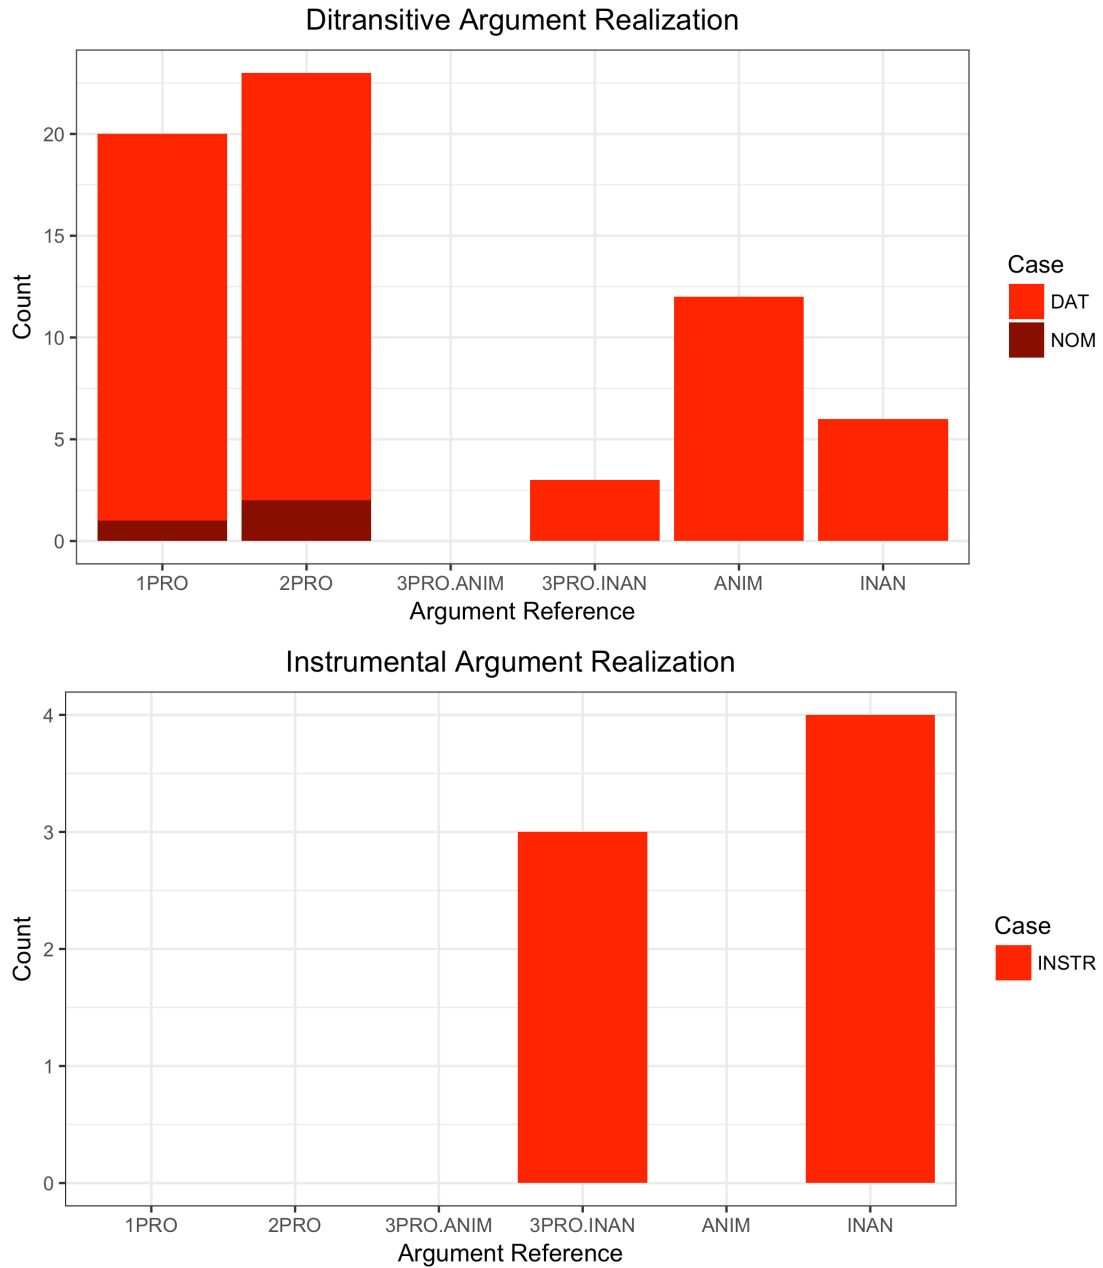 Ditransitive Argument Realization
Count
20
15
10
5
0
1PRO 2PRO 3PRO.ANIM 3PRO.INAN ANIM INAN
Argument Reference
Case
DAT
NOM
Instrumental Argument Realization
Count
4
3
2
1
0
1PRO 2PRO 3PRO.ANIM 3PRO.INAN ANIM INAN
Argument Reference
Case
INSTR